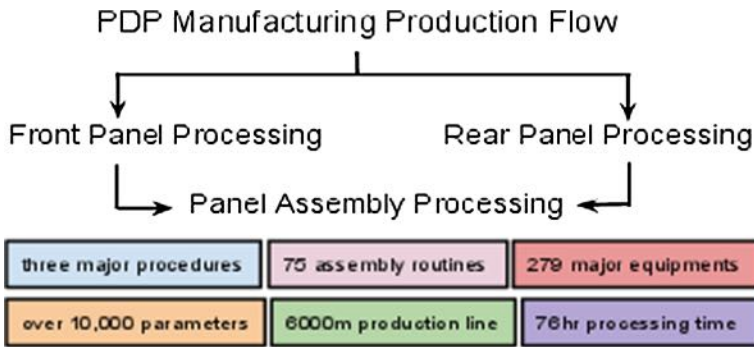 PDP Manufacturing Production Flow
Front Panel Processing
Rear Panel Processing
Panel Assembly Processing
three major procedures
75 assembly routines
279 major equipments
over 10,000 parameters
6000m production line
76hr processing time